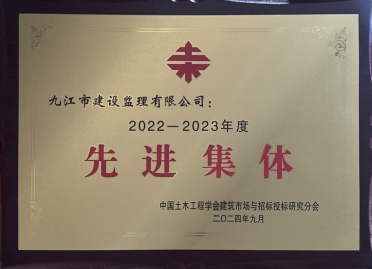 九江市建设监理有限公司：
2022—2023年度
先进集体
中国土木工程学会建筑市场与招标投标研究分会
二〇二四年九月